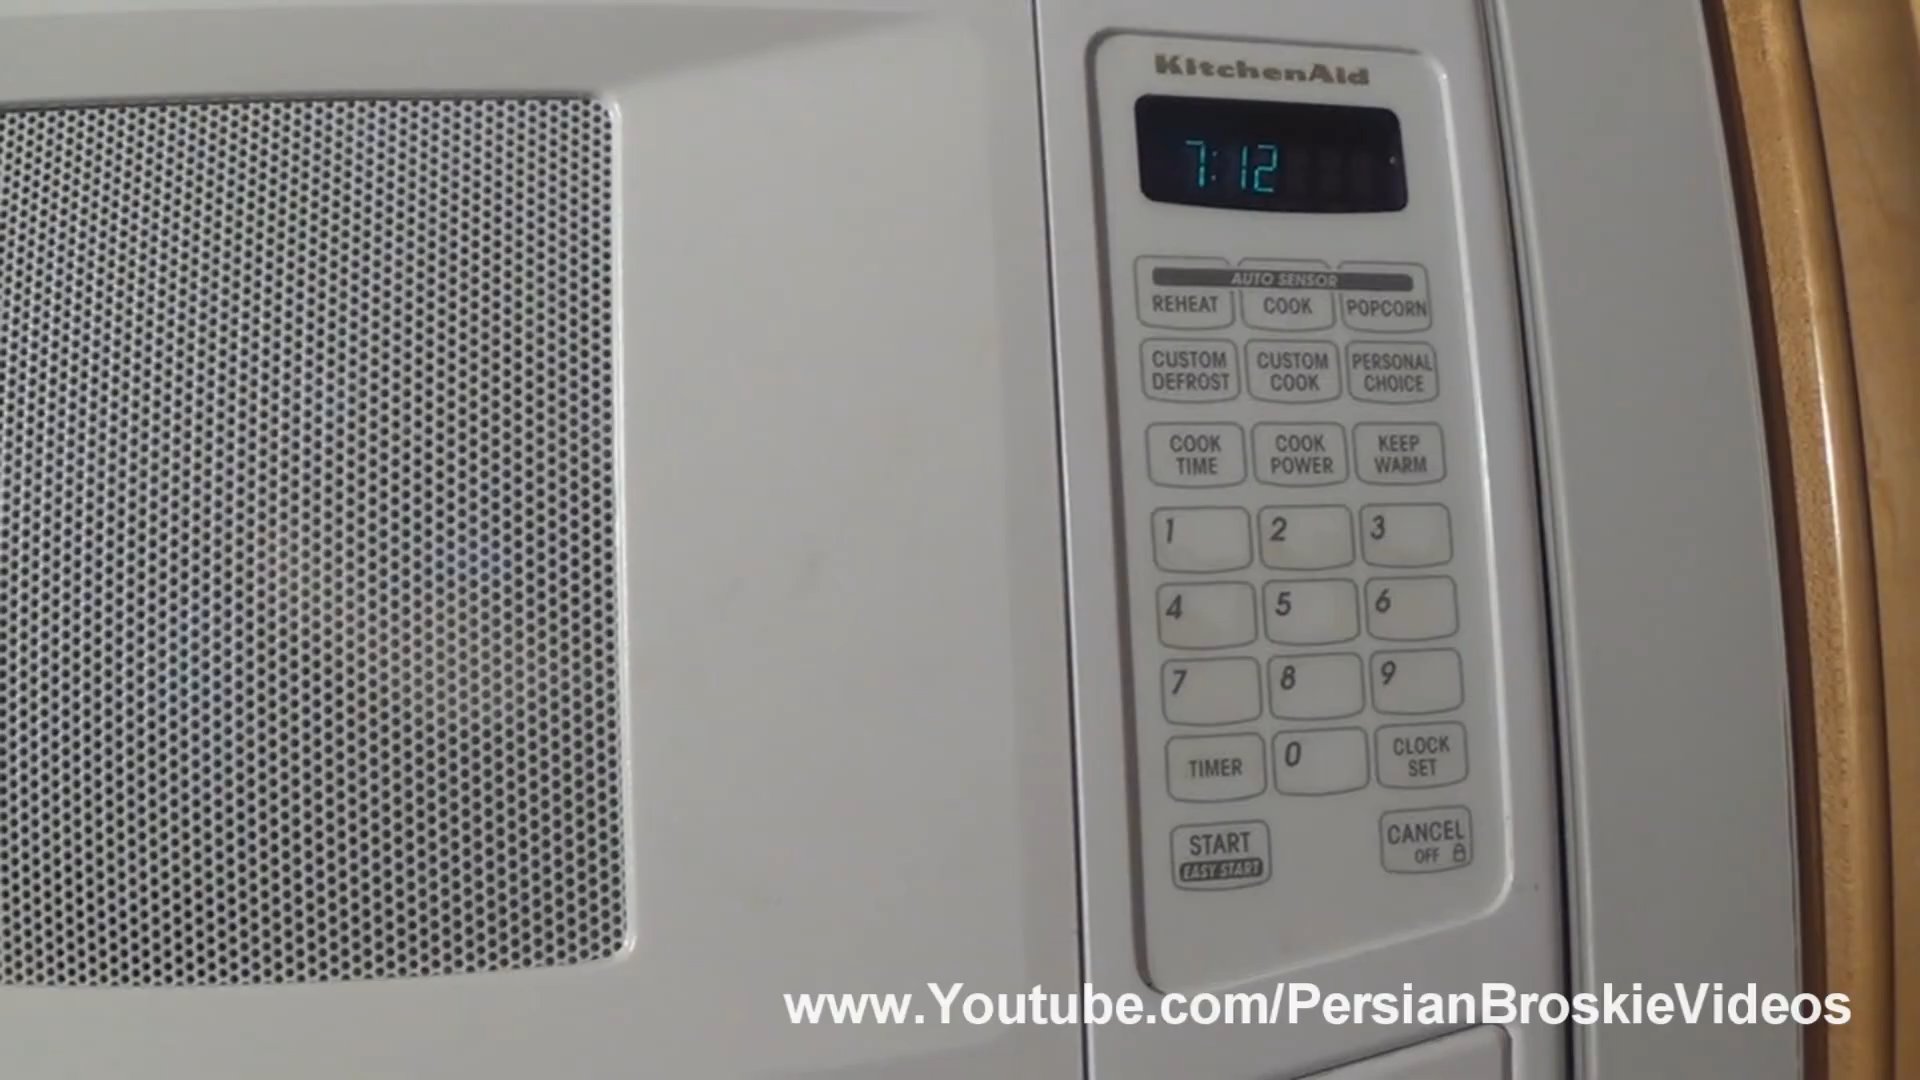 KitchenAid
7:12
AUTO SENSOR
REHEAT COOK POPCORN
CUSTOM DEFROST CUSTOM COOK PERSONAL CHOICE
COOK TIME COOK POWER KEEP WARM
1 2 3
4 5 6
7 8 9
TIMER 0 CLOCK SET
START CANCEL
EASY START OFF
www.Youtube.com/PersianBroskieVideos